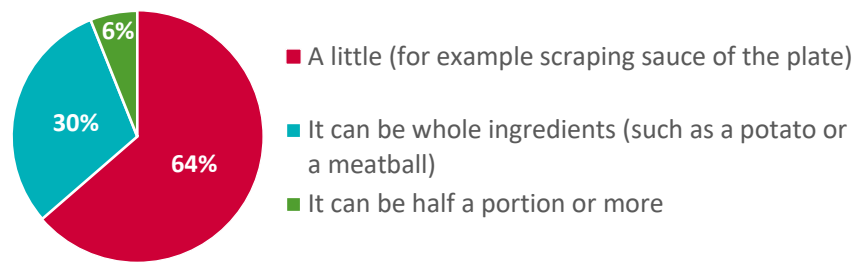 6%
30%
64%
A little (for example scraping sauce of the plate)
It can be whole ingredients (such as a potato or
a meatball)
It can be half a portion or more